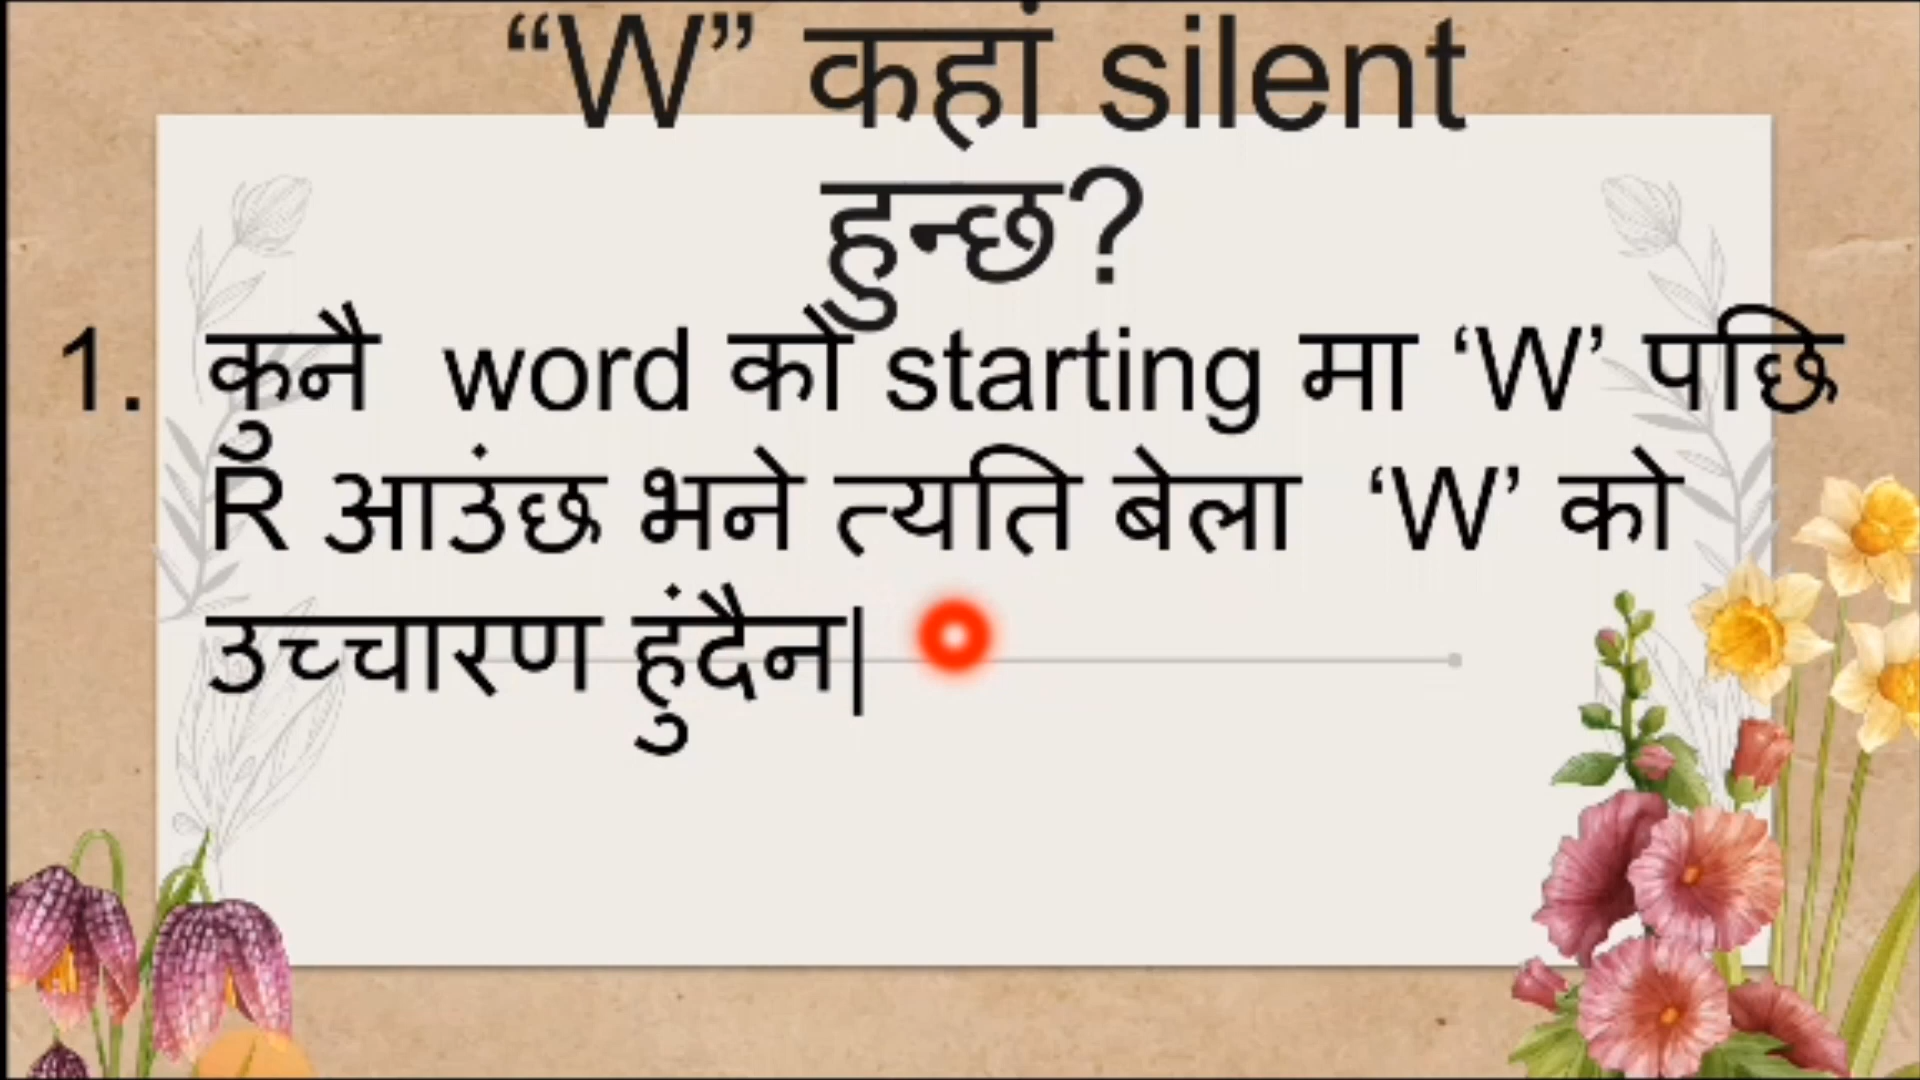 “W” कहां silent
हुन्छ?
1. कुनै word को starting मा ‘W’ पछि
R आउंछ भने त्यति बेला ‘W’ को
उच्चारण हुंदैन|